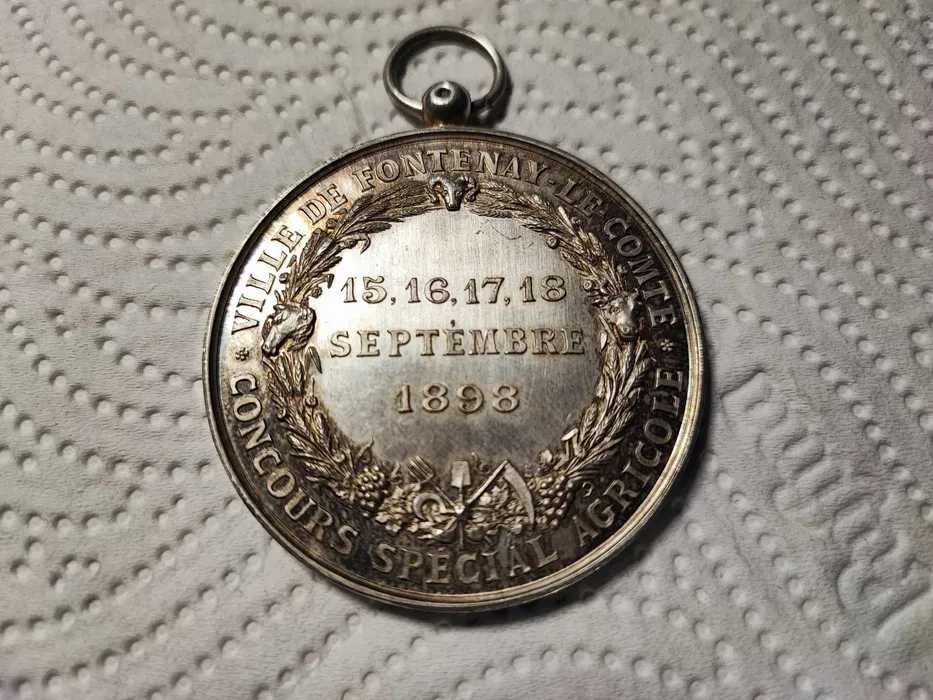 VILLE DE FONTENAY-LE-COMTE
15, 16, 17, 18
SEPTEMBRE
1898
* CONCOURS SPÉCIAL AGRICOLE *